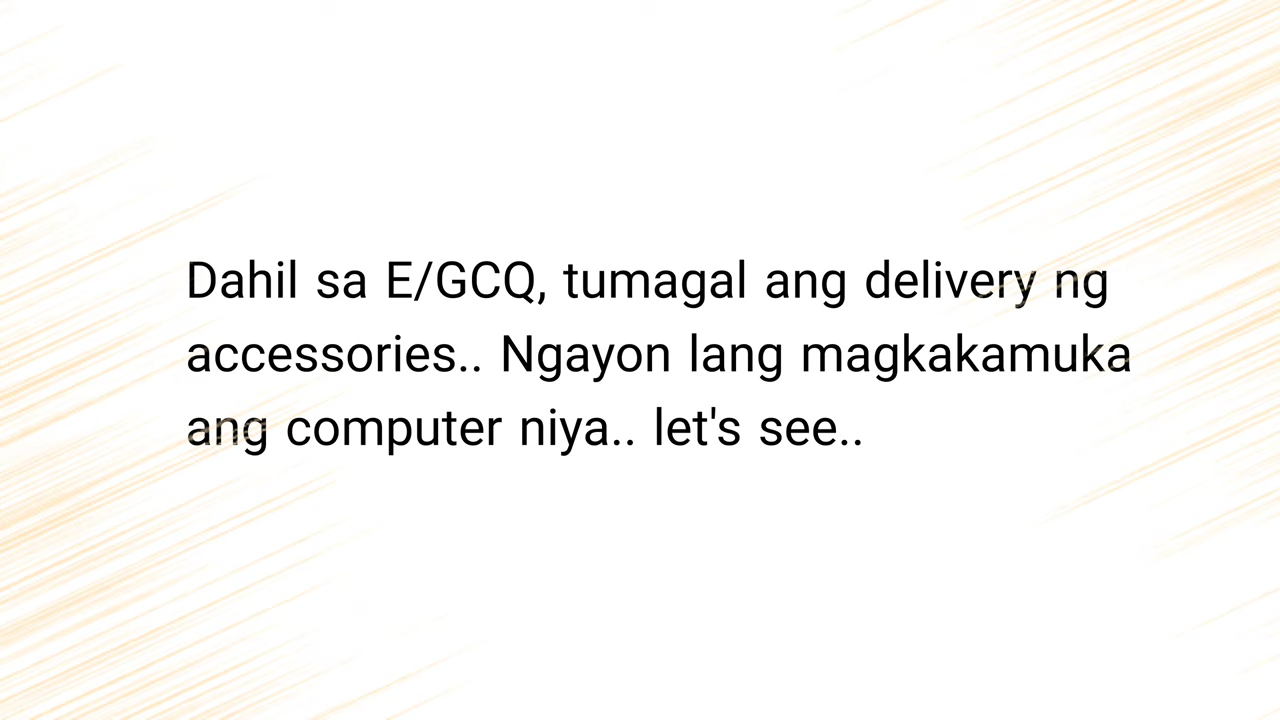 Dahil sa E/GCQ, tumagal ang delivery ng
accessories.. Ngayon lang magkakamuka
ang computer niya.. let's see..